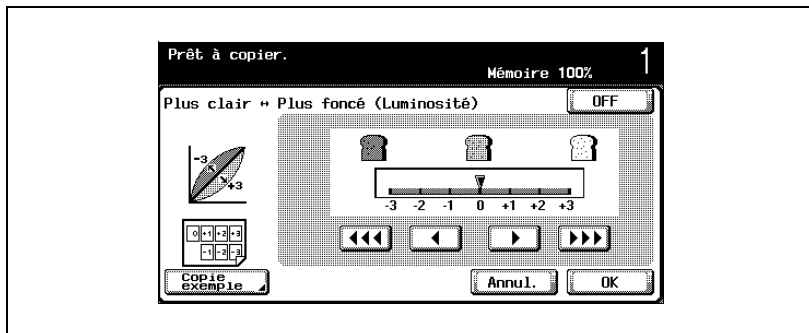 Prêt à copier.
Mémoire 100% 1
Plus clair ↔ Plus foncé (Luminosité) OFF
-3
+3
-3 -2 -1 0 +1 +2 +3
0 +1 +2 +3
-1 -2 -3
Copie exemple
Annul. OK